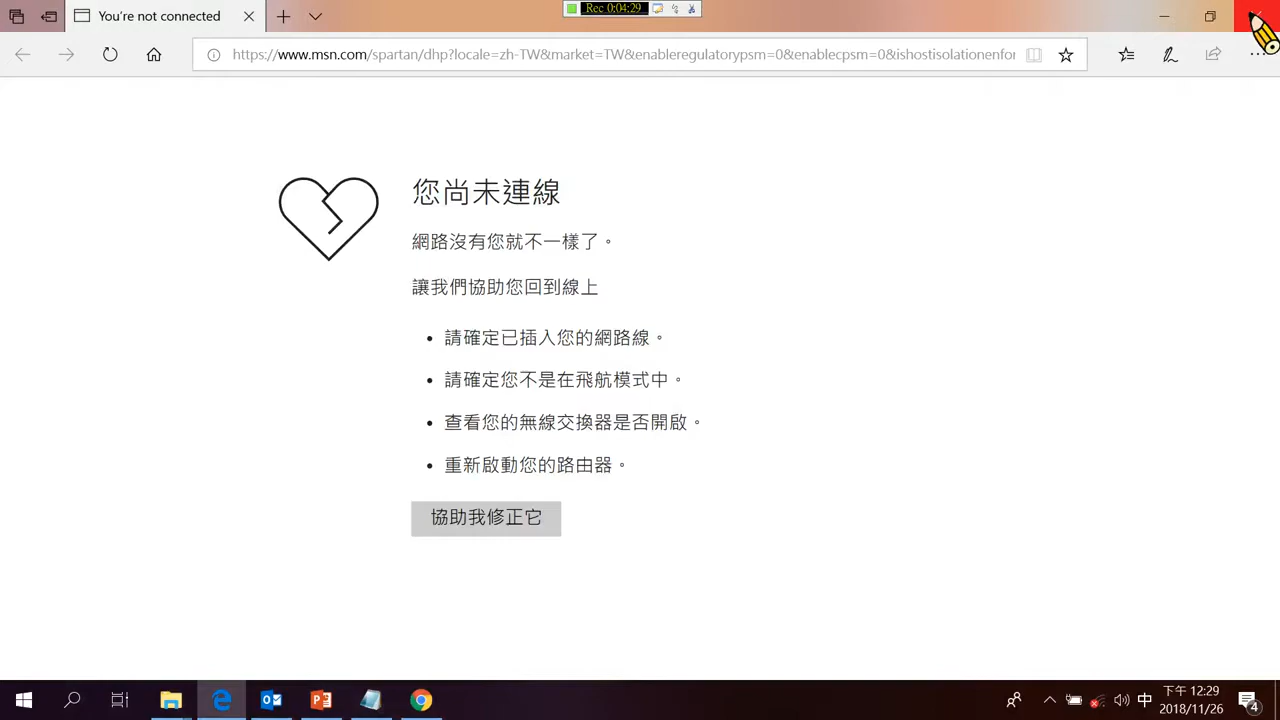 You're not connected
Rec 0:04:29
https://www.msn.com/spartan/dhp?locale=zh-TW&market=TW&enableregulatorypsm=0&enablecpsm=0&ishostisolationenfor
您尚未連線
網路沒有您就不一樣了。
讓我們協助您回到線上
• 請確定已插入您的網路線。
• 請確定您不是在飛航模式中。
• 查看您的無線交換器是否開啟。
• 重新啟動您的路由器。
協助我修正它
中
下午 12:29
2018/11/26
4